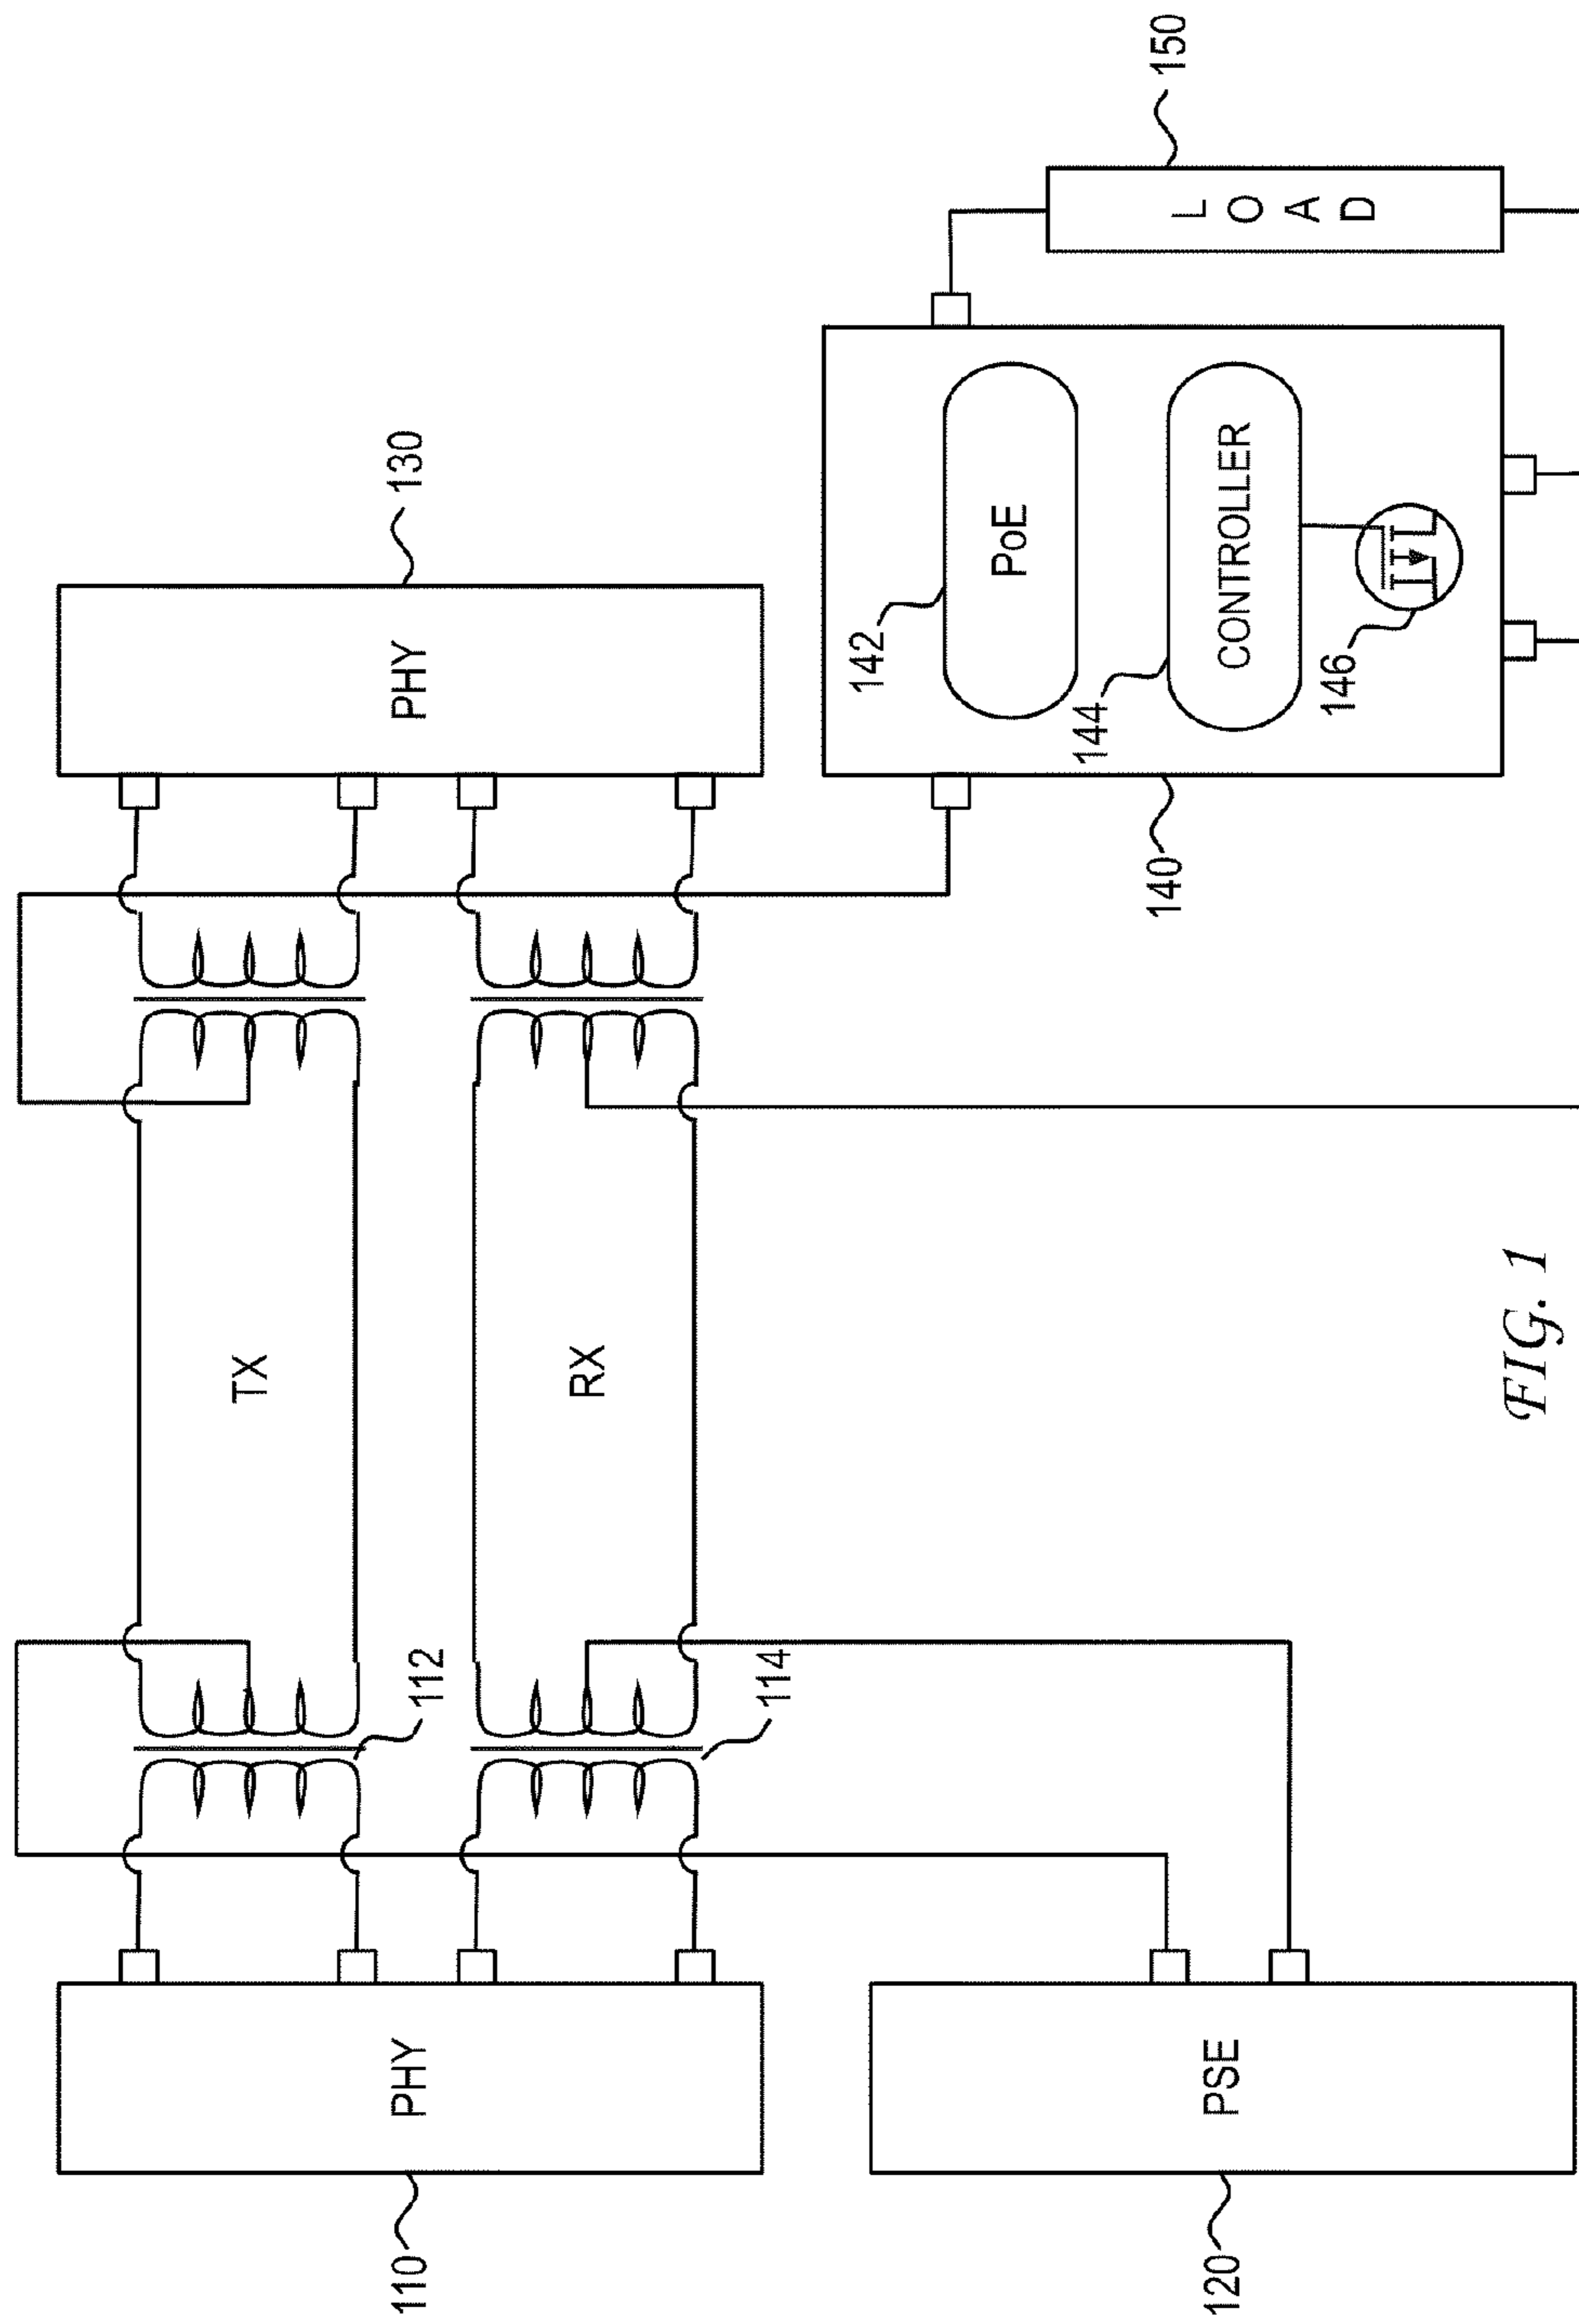 110
PHY
112
TX
PHY
130
114
RX
120
PSE
140
142
PoE
144
CONTROLLER
146
LOAD
150
FIG. 1